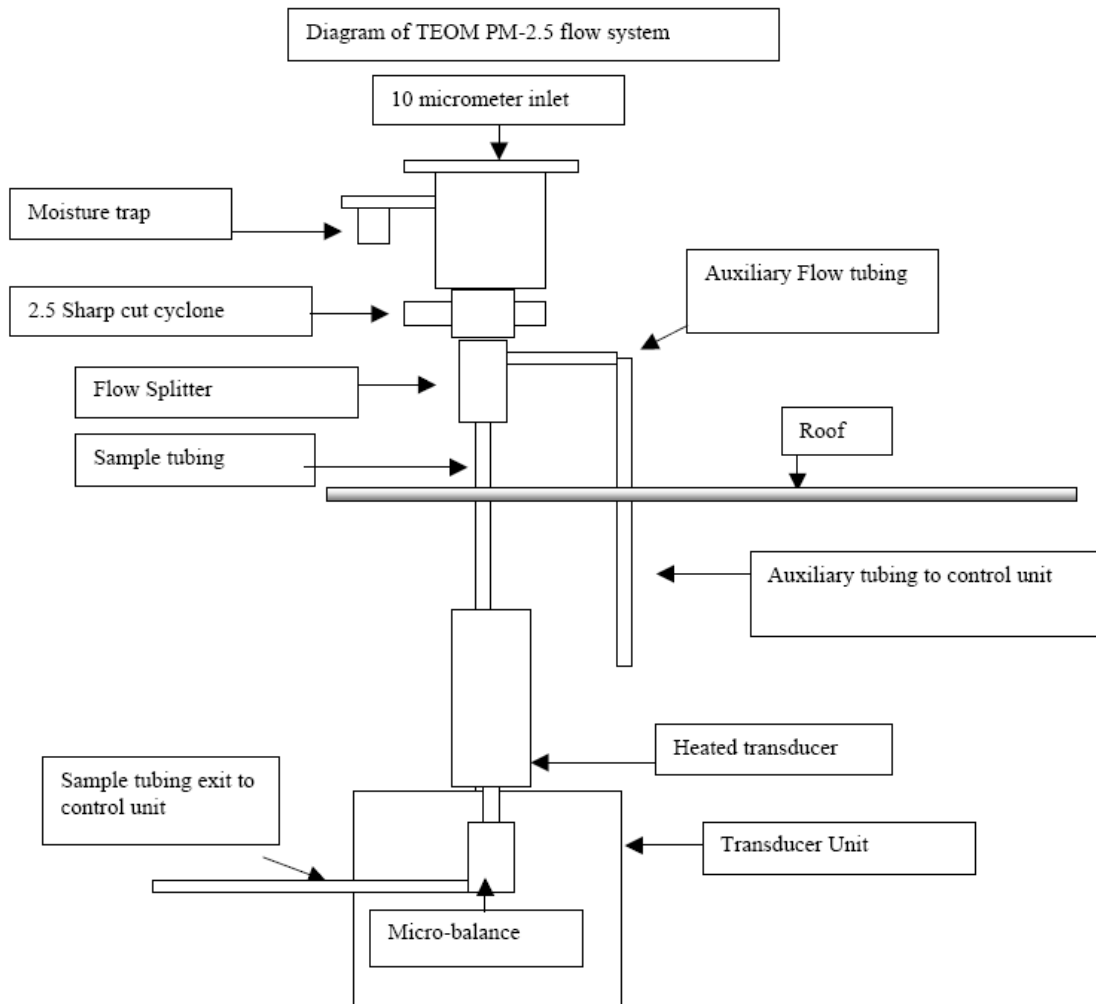 Diagram of TEOM PM-2.5 flow system
10 micrometer inlet
Moisture trap
Auxiliary Flow tubing
2.5 Sharp cut cyclone
Flow Splitter
Roof
Sample tubing
Auxiliary tubing to control unit
Heated transducer
Sample tubing exit to
control unit
Transducer Unit
Micro-balance